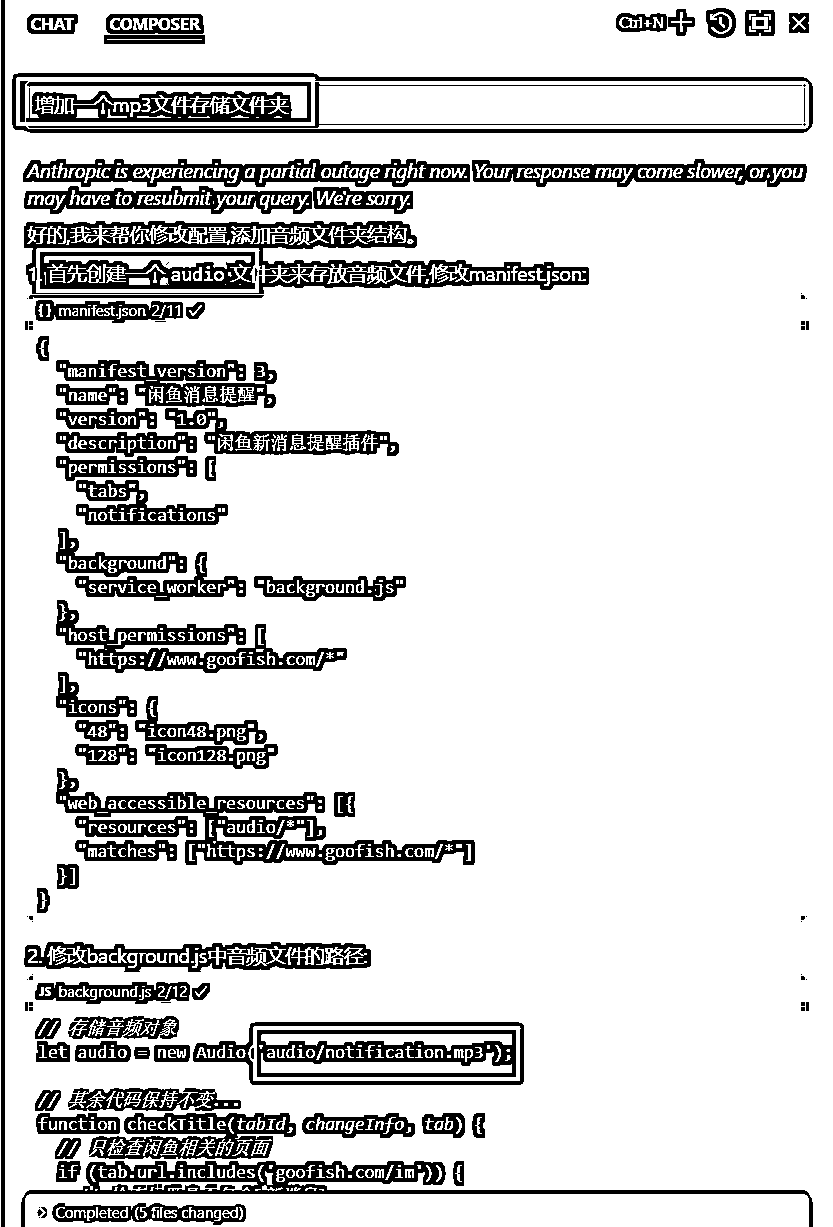 CHAT COMPOSER Ctrl+N
增加一个mp3文件存储文件夹
Anthropic is experiencing a partial outage right now. Your response may come slower, or you
may have to resubmit your query. We're sorry.
好的,我来帮你修改配置,添加音频文件夹结构。
1. 首先创建一个 audio 文件夹来存放音频文件,修改manifest.json:
{} manifest.json 2/11
{
"manifest_version": 3,
"name": "闲鱼消息提醒",
"version": "1.0",
"description": "闲鱼新消息提醒插件",
"permissions": [
"tabs",
"notifications"
],
"background": {
"service_worker": "background.js"
},
"host_permissions": [
"https://www.goofish.com/*"
],
"icons": {
"48": "icon48.png",
"128": "icon128.png"
},
"web_accessible_resources": [{
"resources": ["audio/*"],
"matches": ["https://www.goofish.com/*"]
}]
}
2. 修改background.js中音频文件的路径:
JS background.js 2/12
// 存储音频对象
let audio = new Audio('audio/notification.mp3');
// 其余代码保持不变...
function checkTitle(tabId, changeInfo, tab) {
// 只检查闲鱼相关的页面
if (tab.url.includes('goofish.com/im')) {
Completed (5 files changed)